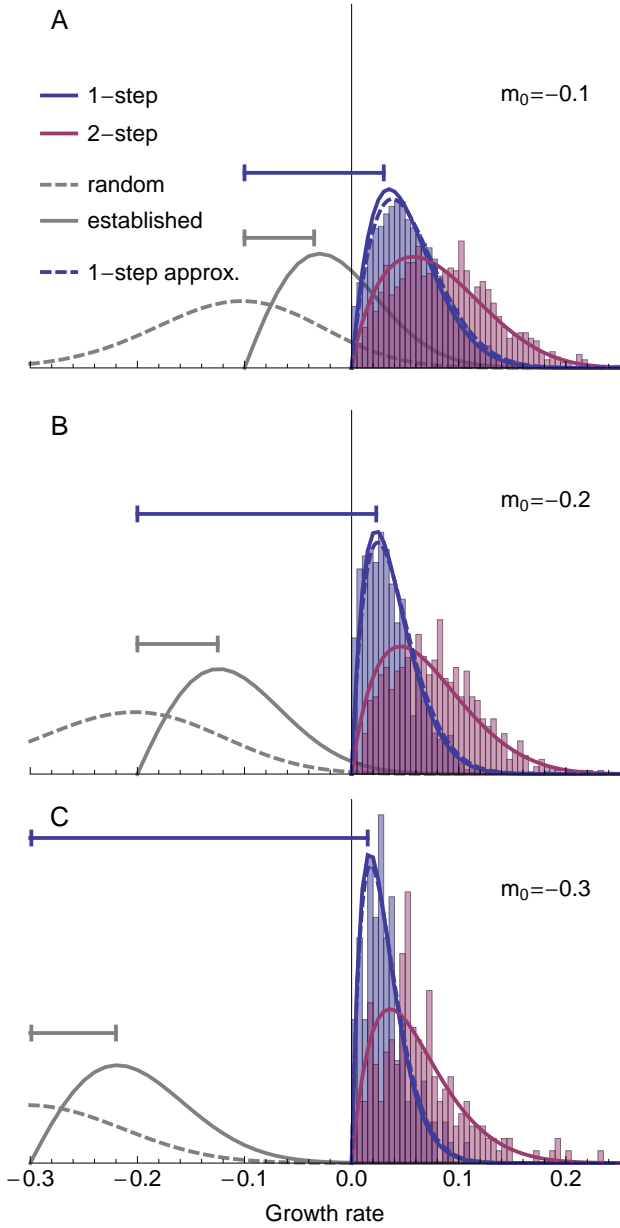 A
1−step
m0=−0.1
2−step
random
established
1−step approx.
B
m0=−0.2
C
m0=−0.3
−0.3 −0.2 −0.1 0.0 0.1 0.2
Growth rate